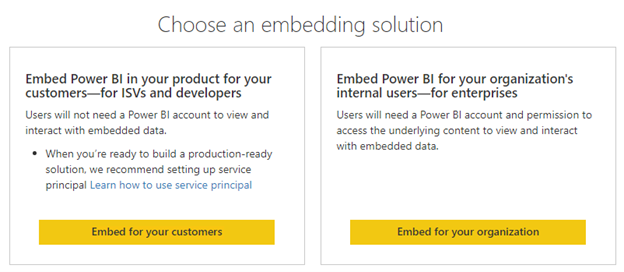 Choose an embedding solution
Embed Power BI in your product for your
customers—for ISVs and developers
Users will not need a Power BI account to view and
interact with embedded data.
• When you're ready to build a production-ready
solution, we recommend setting up service
principal Learn how to use service principal
Embed for your customers
Embed Power BI for your organization's
internal users—for enterprises
Users will need a Power BI account and permission to
access the underlying content to view and interact
with embedded data.
Embed for your organization